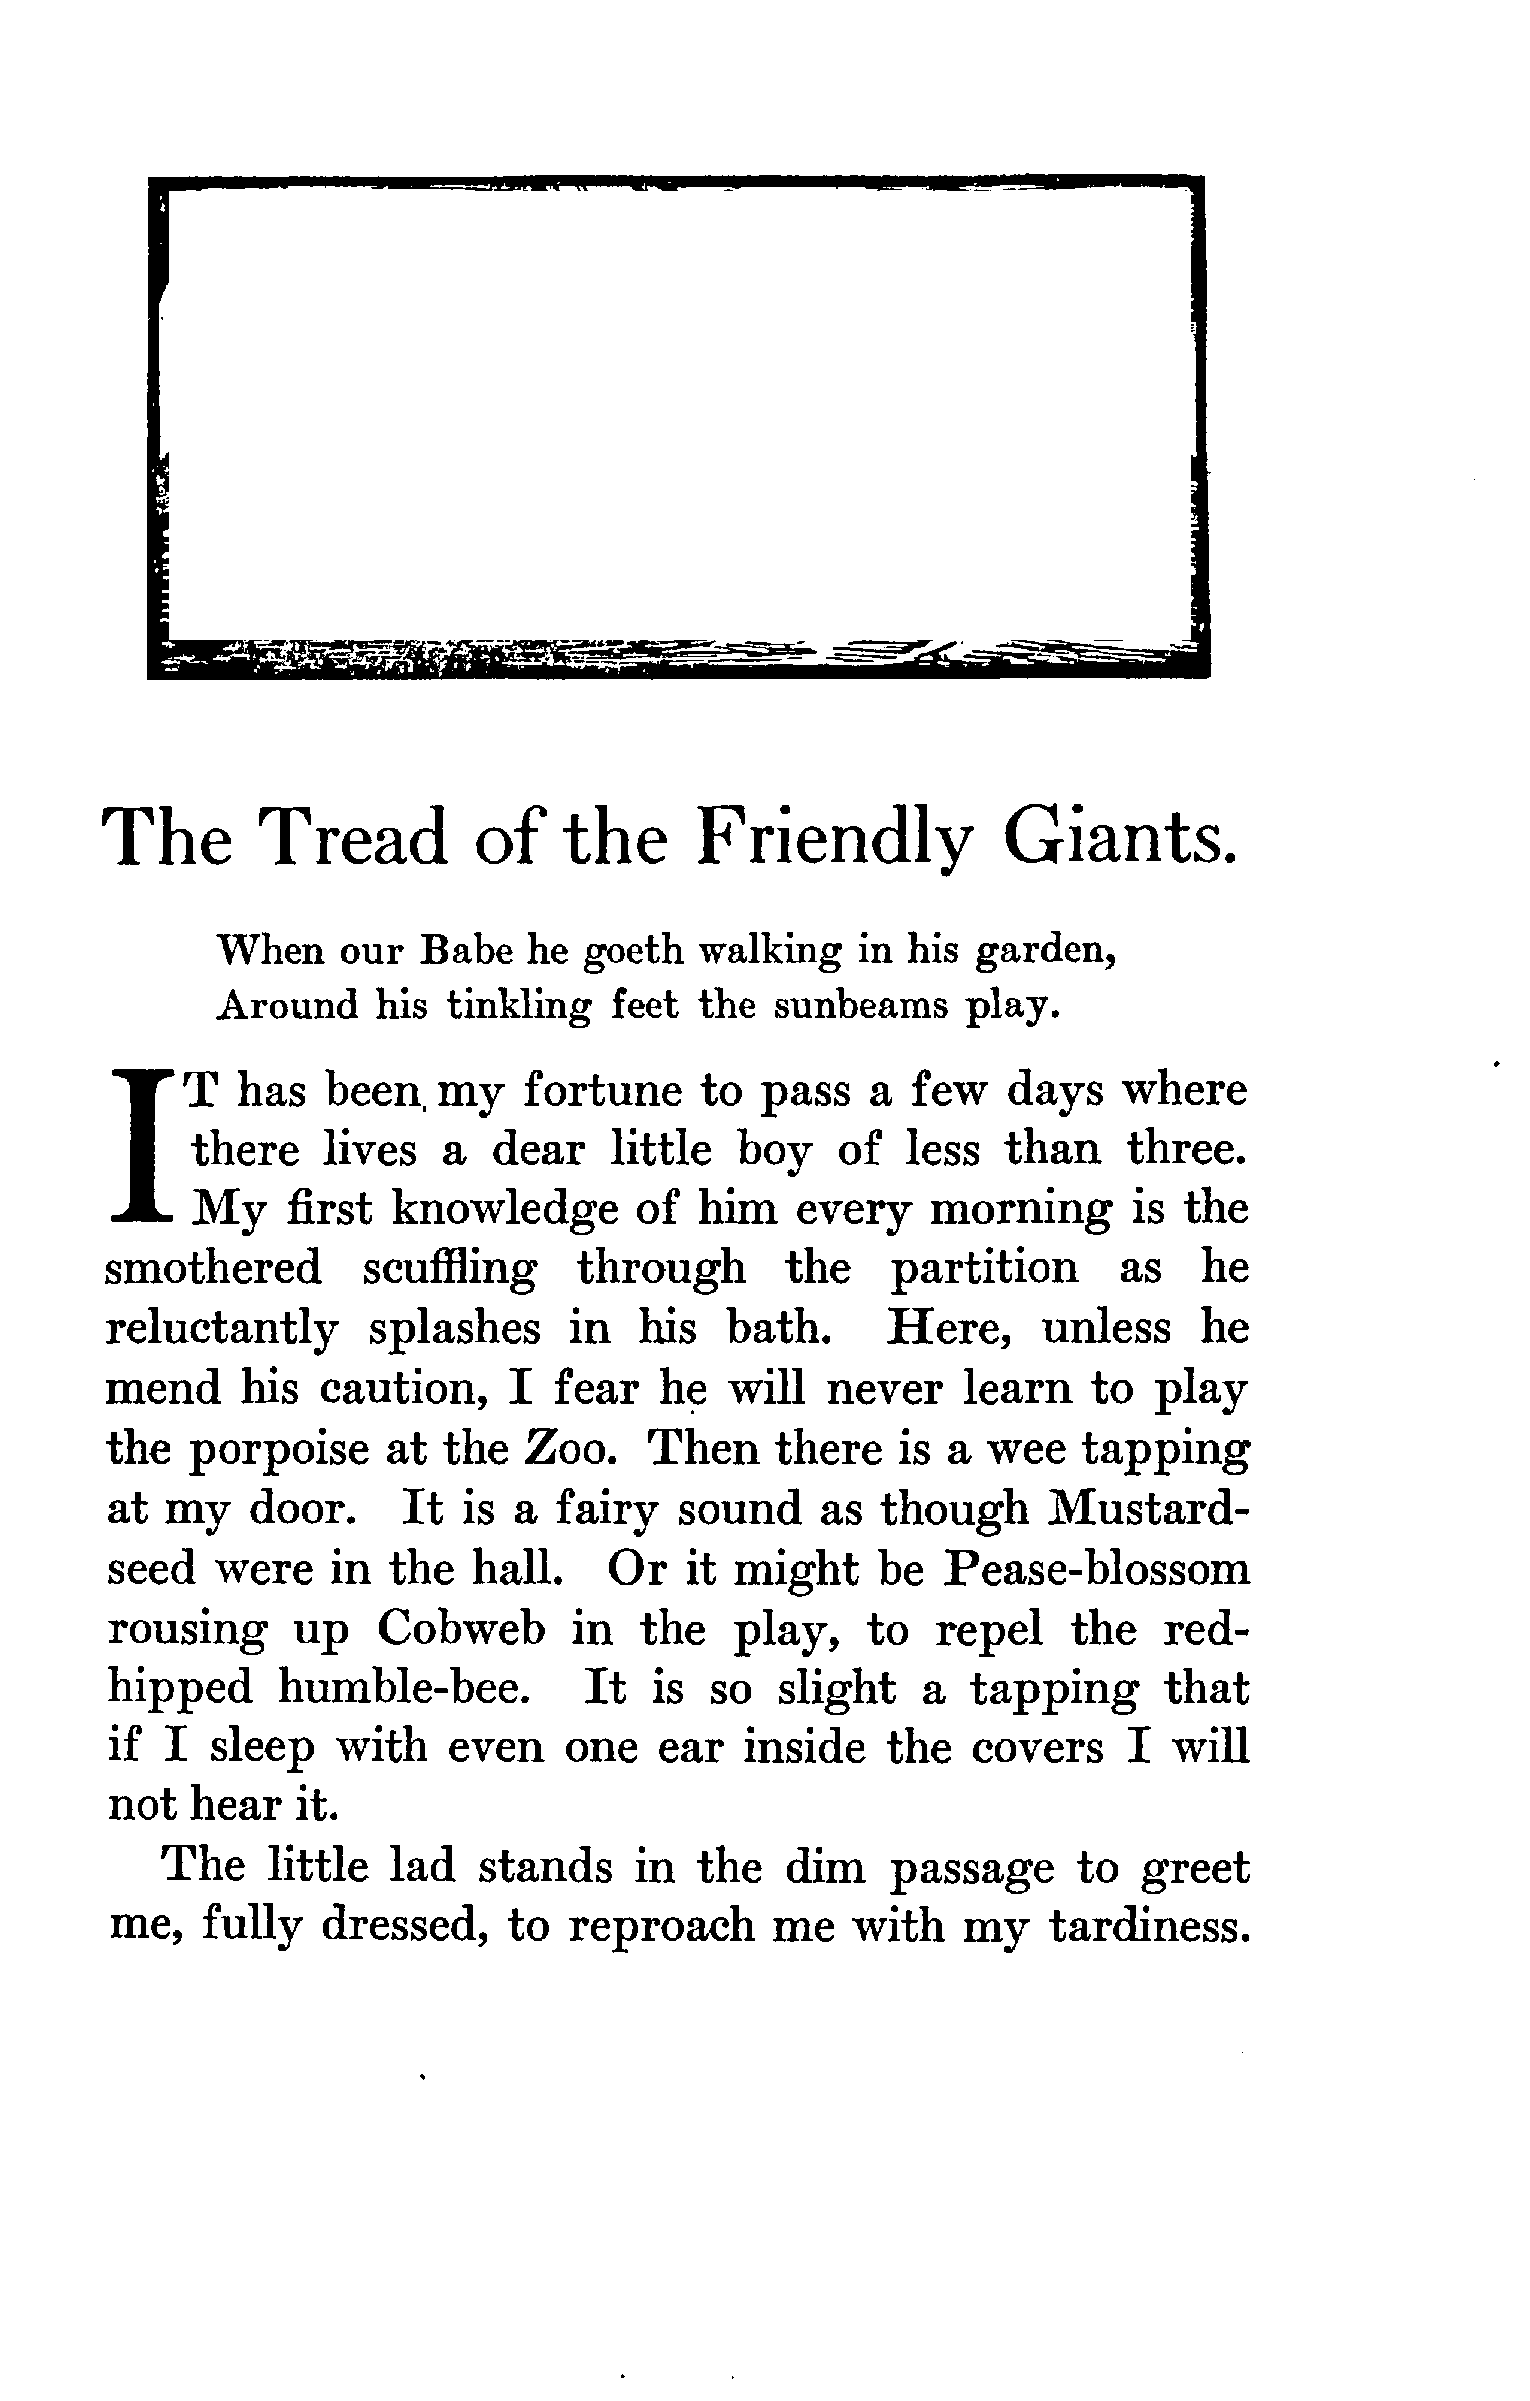 The Tread of the Friendly Giants.
When our Babe he goeth walking in his garden,
Around his tinkling feet the sunbeams play.
IT has been my fortune to pass a few days where
there lives a dear little boy of less than three.
My first knowledge of him every morning is the
smothered scuffling through the partition as he
reluctantly splashes in his bath. Here, unless he
mend his caution, I fear he will never learn to play
the porpoise at the Zoo. Then there is a wee tapping
at my door. It is a fairy sound as though Mustard-
seed were in the hall. Or it might be Pease-blossom
rousing up Cobweb in the play, to repel the red-
hipped humble-bee. It is so slight a tapping that
if I sleep with even one ear inside the covers I will
not hear it.
The little lad stands in the dim passage to greet
me, fully dressed, to reproach me with my tardiness.